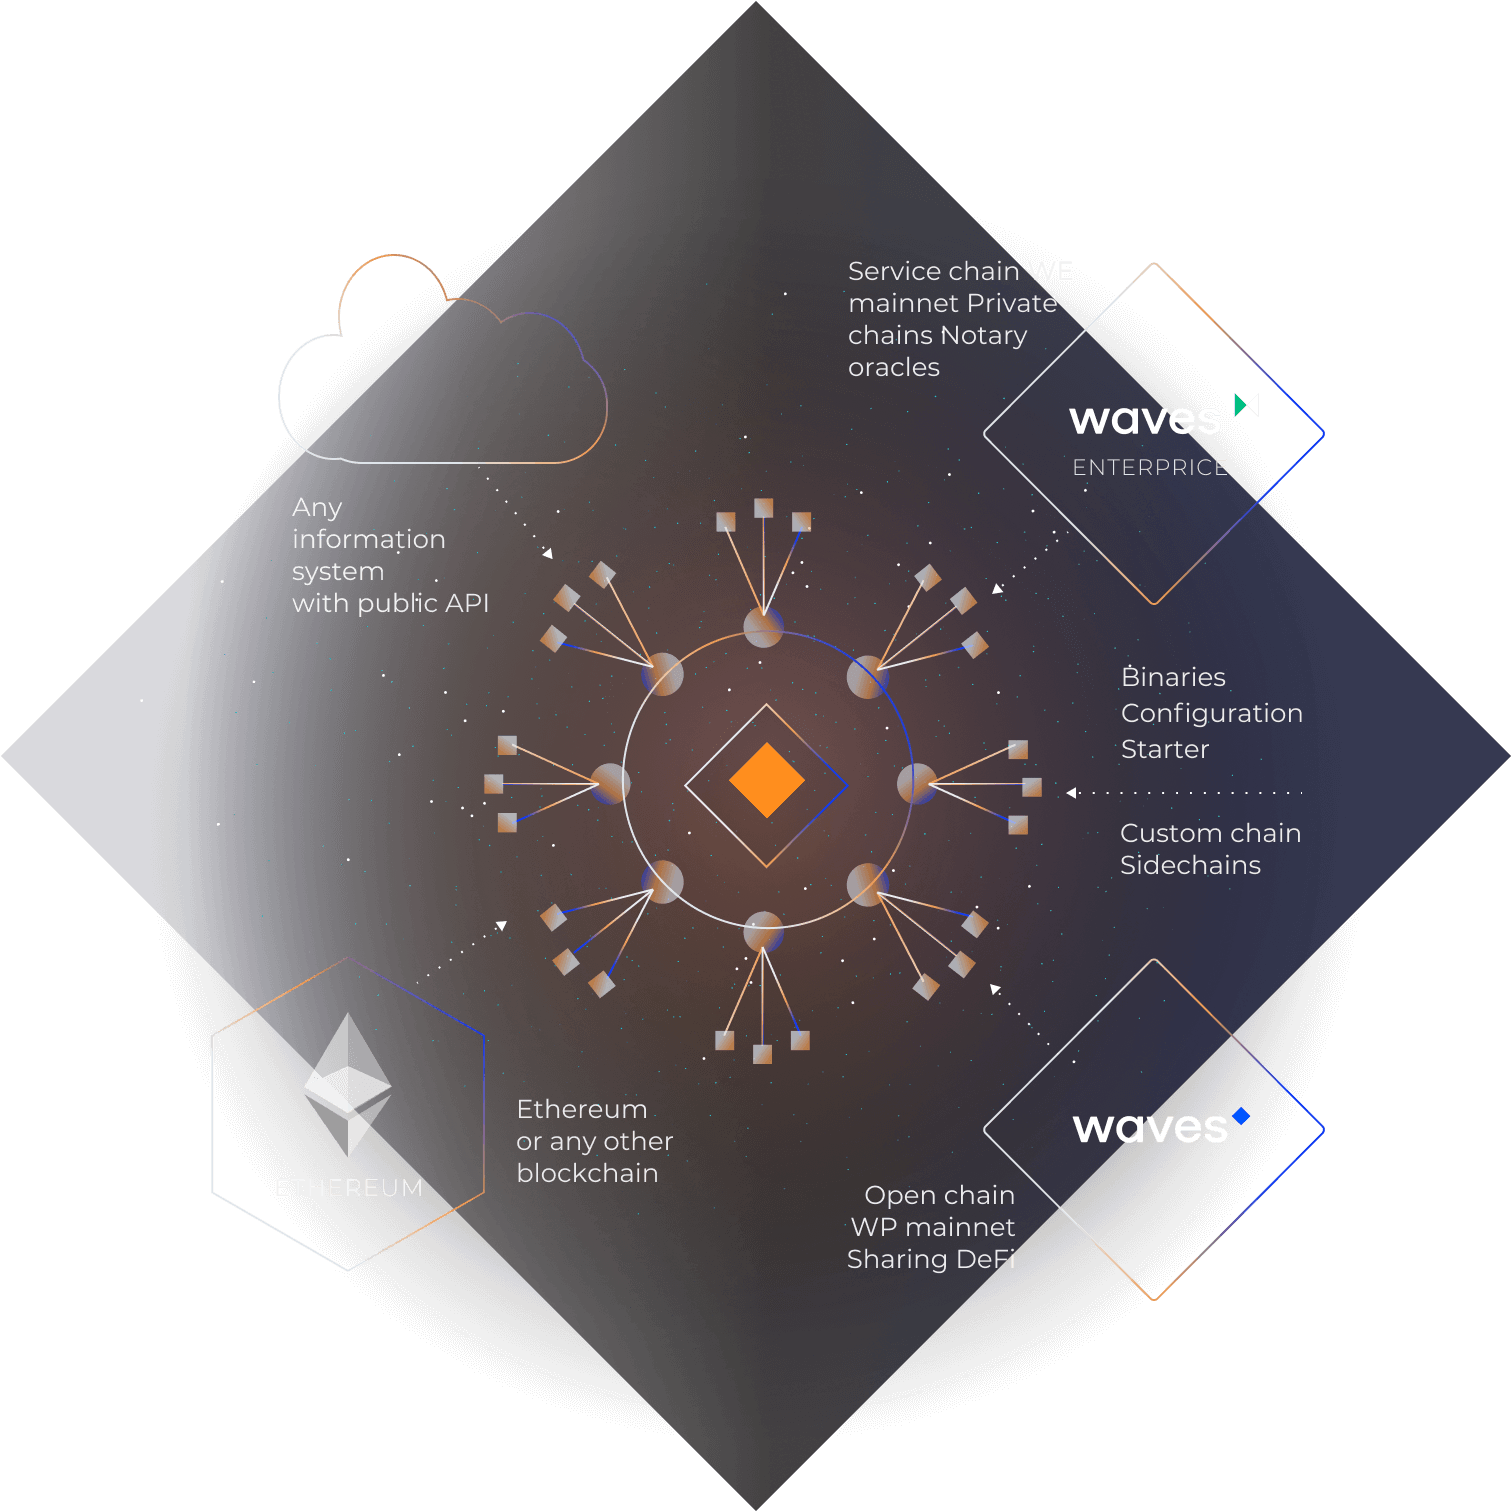 Service chain WE
mainnet Private
chains Notary
oracles
waves
ENTERPRICE
Any
information
system
with public API
Binaries
Configuration
Starter
Custom chain
Sidechains
ETHEREUM
Ethereum
or any other
blockchain
waves
Open chain
WP mainnet
Sharing DeFi